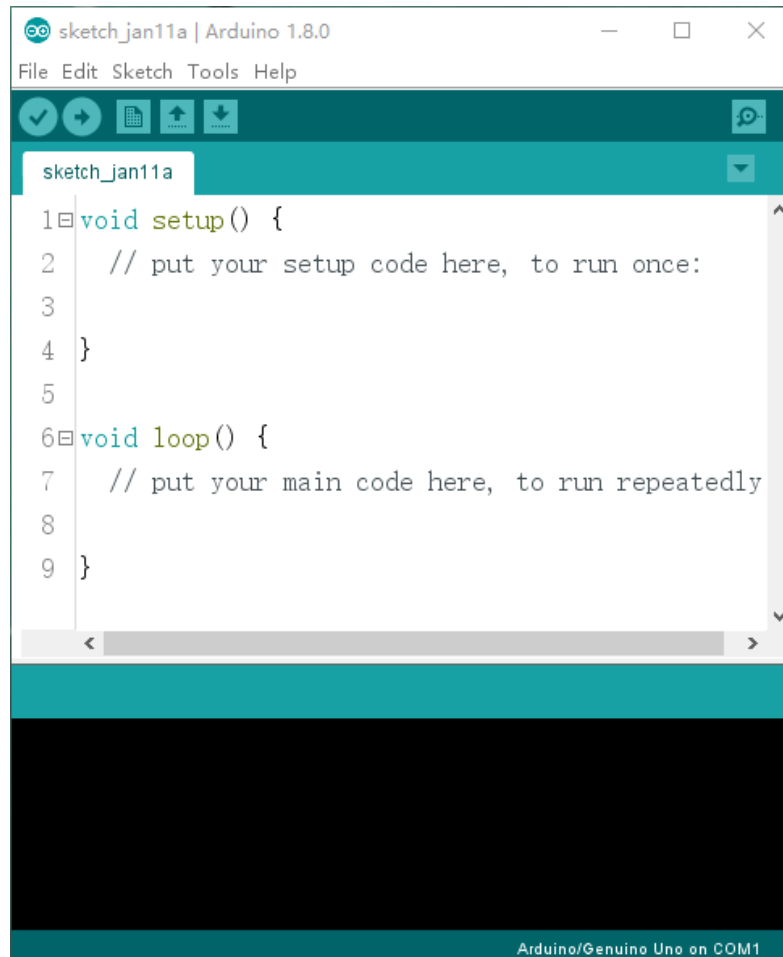 sketch_jan11a | Arduino 1.8.0
File Edit Sketch Tools Help
sketch_jan11a
1 void setup() {
2 // put your setup code here, to run once:
3
4 }
5
6 void loop() {
7 // put your main code here, to run repeatedly
8
9 }
Arduino/Genuino Uno on COM1